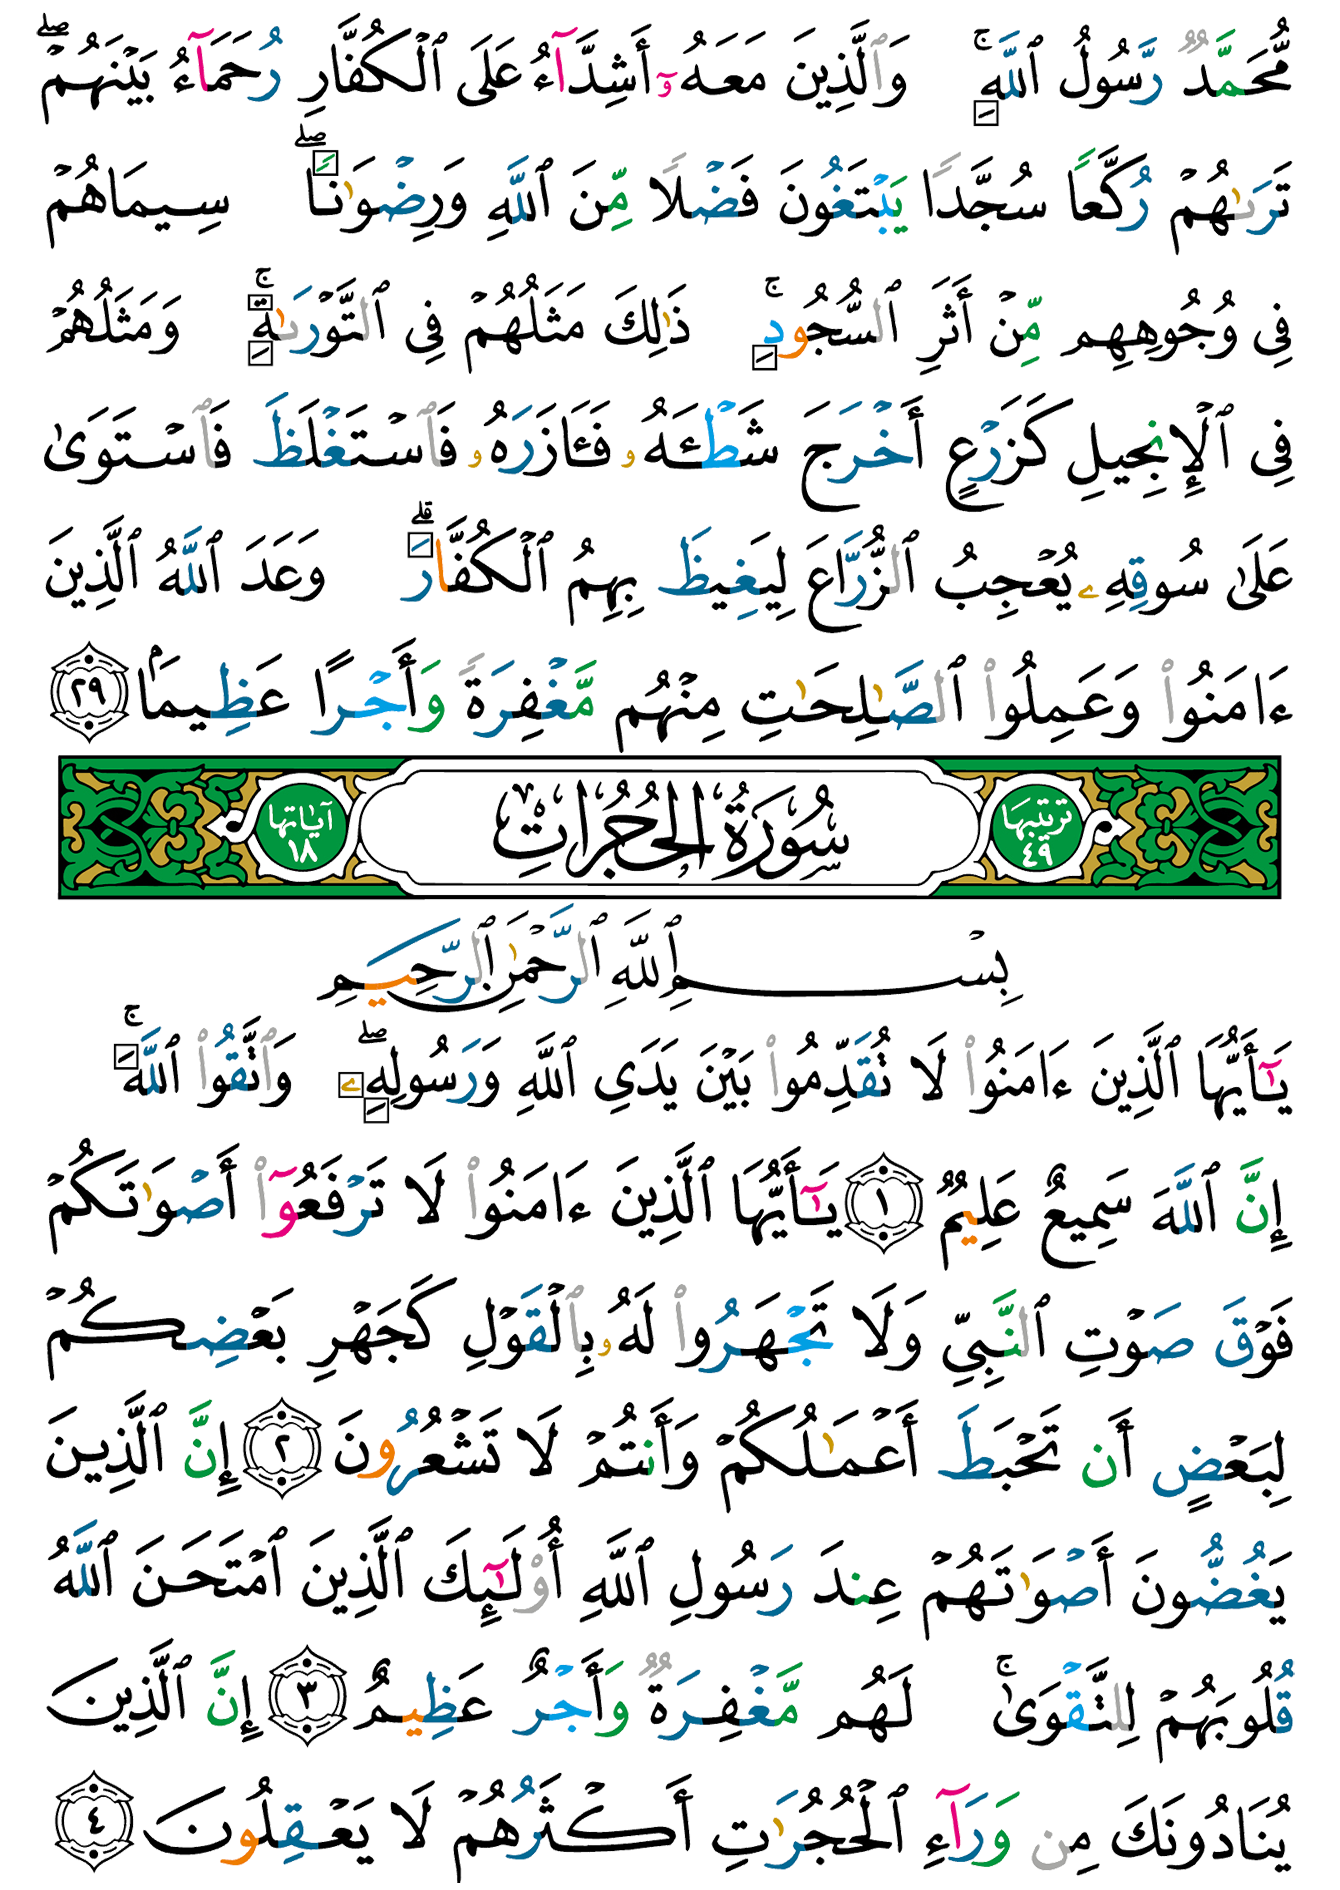 مُّحَمَّدٌ رَّسُولُ ٱللَّهِ ۚ وَٱلَّذِينَ مَعَهُۥٓ أَشِدَّآءُ عَلَى ٱلْكُفَّارِ رُحَمَآءُ بَيْنَهُمْ ۖ
تَرَىٰهُمْ رُكَّعًا سُجَّدًا يَبْتَغُونَ فَضْلًا مِّنَ ٱللَّهِ وَرِضْوَٰنًا ۖ سِيمَاهُمْ
فِى وُجُوهِهِم مِّنْ أَثَرِ ٱلسُّجُودِ ۚ ذَٰلِكَ مَثَلُهُمْ فِى ٱلتَّوْرَىٰةِ ۚ وَمَثَلُهُمْ
فِى ٱلْإِنجِيلِ كَزَرْعٍ أَخْرَجَ شَطْـَٔهُۥ فَـَٔازَرَهُۥ فَٱسْتَغْلَظَ فَٱسْتَوَىٰ
عَلَىٰ سُوقِهِۦ يُعْجِبُ ٱلزُّرَّاعَ لِيَغِيظَ بِهِمُ ٱلْكُفَّارَ ۗ وَعَدَ ٱللَّهُ ٱلَّذِينَ
ءَامَنُوا۟ وَعَمِلُوا۟ ٱلصَّـٰلِحَـٰتِ مِنْهُم مَّغْفِرَةً وَأَجْرًا عَظِيمًۢا ٢٩
ترتيبها ٤٩ سُورَةُ الحُجُرَاتِ آياتها ١٨
بِسْمِ ٱللَّهِ ٱلرَّحْمَـٰنِ ٱلرَّحِيمِ
يَـٰٓأَيُّهَا ٱلَّذِينَ ءَامَنُوا۟ لَا تُقَدِّمُوا۟ بَيْنَ يَدَىِ ٱللَّهِ وَرَسُولِهِۦ ۖ وَٱتَّقُوا۟ ٱللَّهَ ۚ
إِنَّ ٱللَّهَ سَمِيعٌ عَلِيمٌ ١ يَـٰٓأَيُّهَا ٱلَّذِينَ ءَامَنُوا۟ لَا تَرْفَعُوٓا۟ أَصْوَٰتَكُمْ
فَوْقَ صَوْتِ ٱلنَّبِىِّ وَلَا تَجْهَرُوا۟ لَهُۥ بِٱلْقَوْلِ كَجَهْرِ بَعْضِكُمْ
لِبَعْضٍ أَن تَحْبَطَ أَعْمَـٰلُكُمْ وَأَنتُمْ لَا تَشْعُرُونَ ٢ إِنَّ ٱلَّذِينَ
يَغُضُّونَ أَصْوَٰتَهُمْ عِندَ رَسُولِ ٱللَّهِ أُو۟لَـٰٓئِكَ ٱلَّذِينَ ٱمْتَحَنَ ٱللَّهُ
قُلُوبَهُمْ لِلتَّقْوَىٰ ۚ لَهُم مَّغْفِرَةٌ وَأَجْرٌ عَظِيمٌ ٣ إِنَّ ٱلَّذِينَ
يُنَادُونَكَ مِن وَرَآءِ ٱلْحُجُرَٰتِ أَكْثَرُهُمْ لَا يَعْقِلُونَ ٤